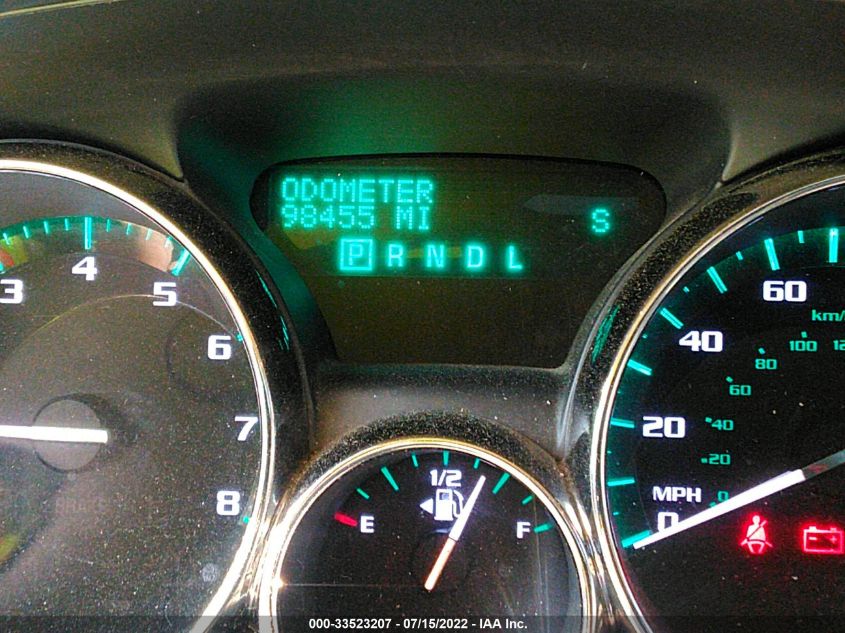 ODOMETER
98455 MI S
P R N D L
3 4 5 6 7 8
E 1/2 F
0 20 40 60
MPH
km/
0 20 40 60 80 100 12
000-33523207 - 07/15/2022 - IAA Inc.